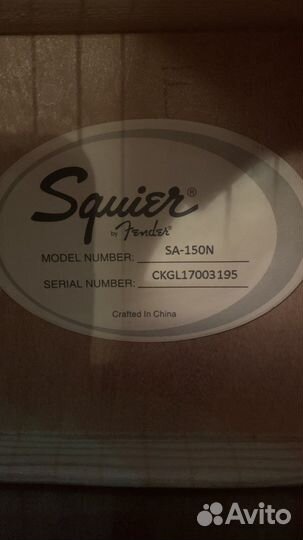 Squier®
by Fender®
MODEL NUMBER: SA-150N
SERIAL NUMBER: CKGL17003195
Crafted In China
Avito